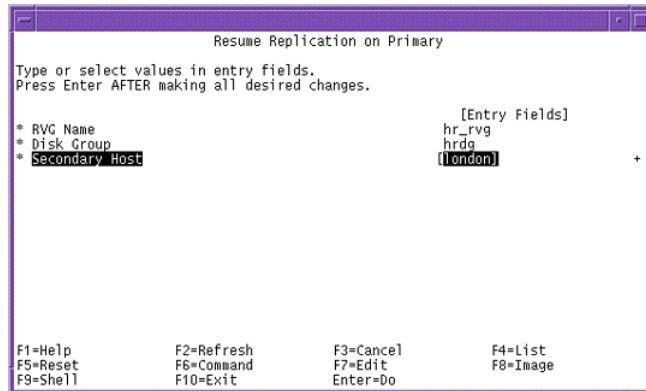 Resume Replication on Primary
Type or select values in entry fields.
Press Enter AFTER making all desired changes.
[Entry Fields]
* RVG Name hr_rvg
* Disk Group hrdg
* Secondary Host [london] +
F1=Help F2=Refresh F3=Cancel F4=List
F5=Reset F6=Command F7=Edit F8=Image
F9=Shell F10=Exit Enter=Do